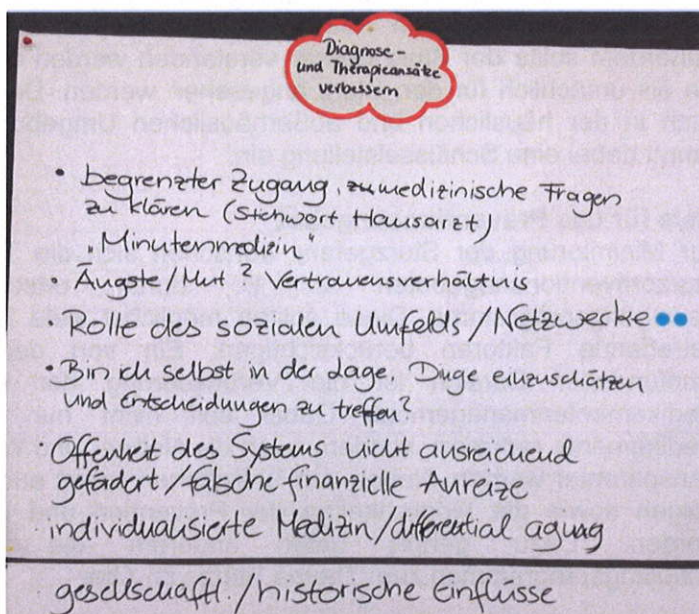 Diagnose-
und Therapieansätze
verbessern
• begrenzter Zugang, zu medizinische Fragen
zu klären (Stichwort Hausarzt,
"Minutenmedizin
• Ängste/Mut? Vertrauensverhältnis
• Rolle des sozialen Umfelds/Netzwerke
• Bin ich selbst in der Lage, Dinge einzuschätzen
und Entscheidungen zu treffen?
Offenheit des Systems nicht ausreichend
gefördert/falsche finanzielle Anreize
individualisierte Medizin/differential agung
gesellschaftl./historische Einflüsse